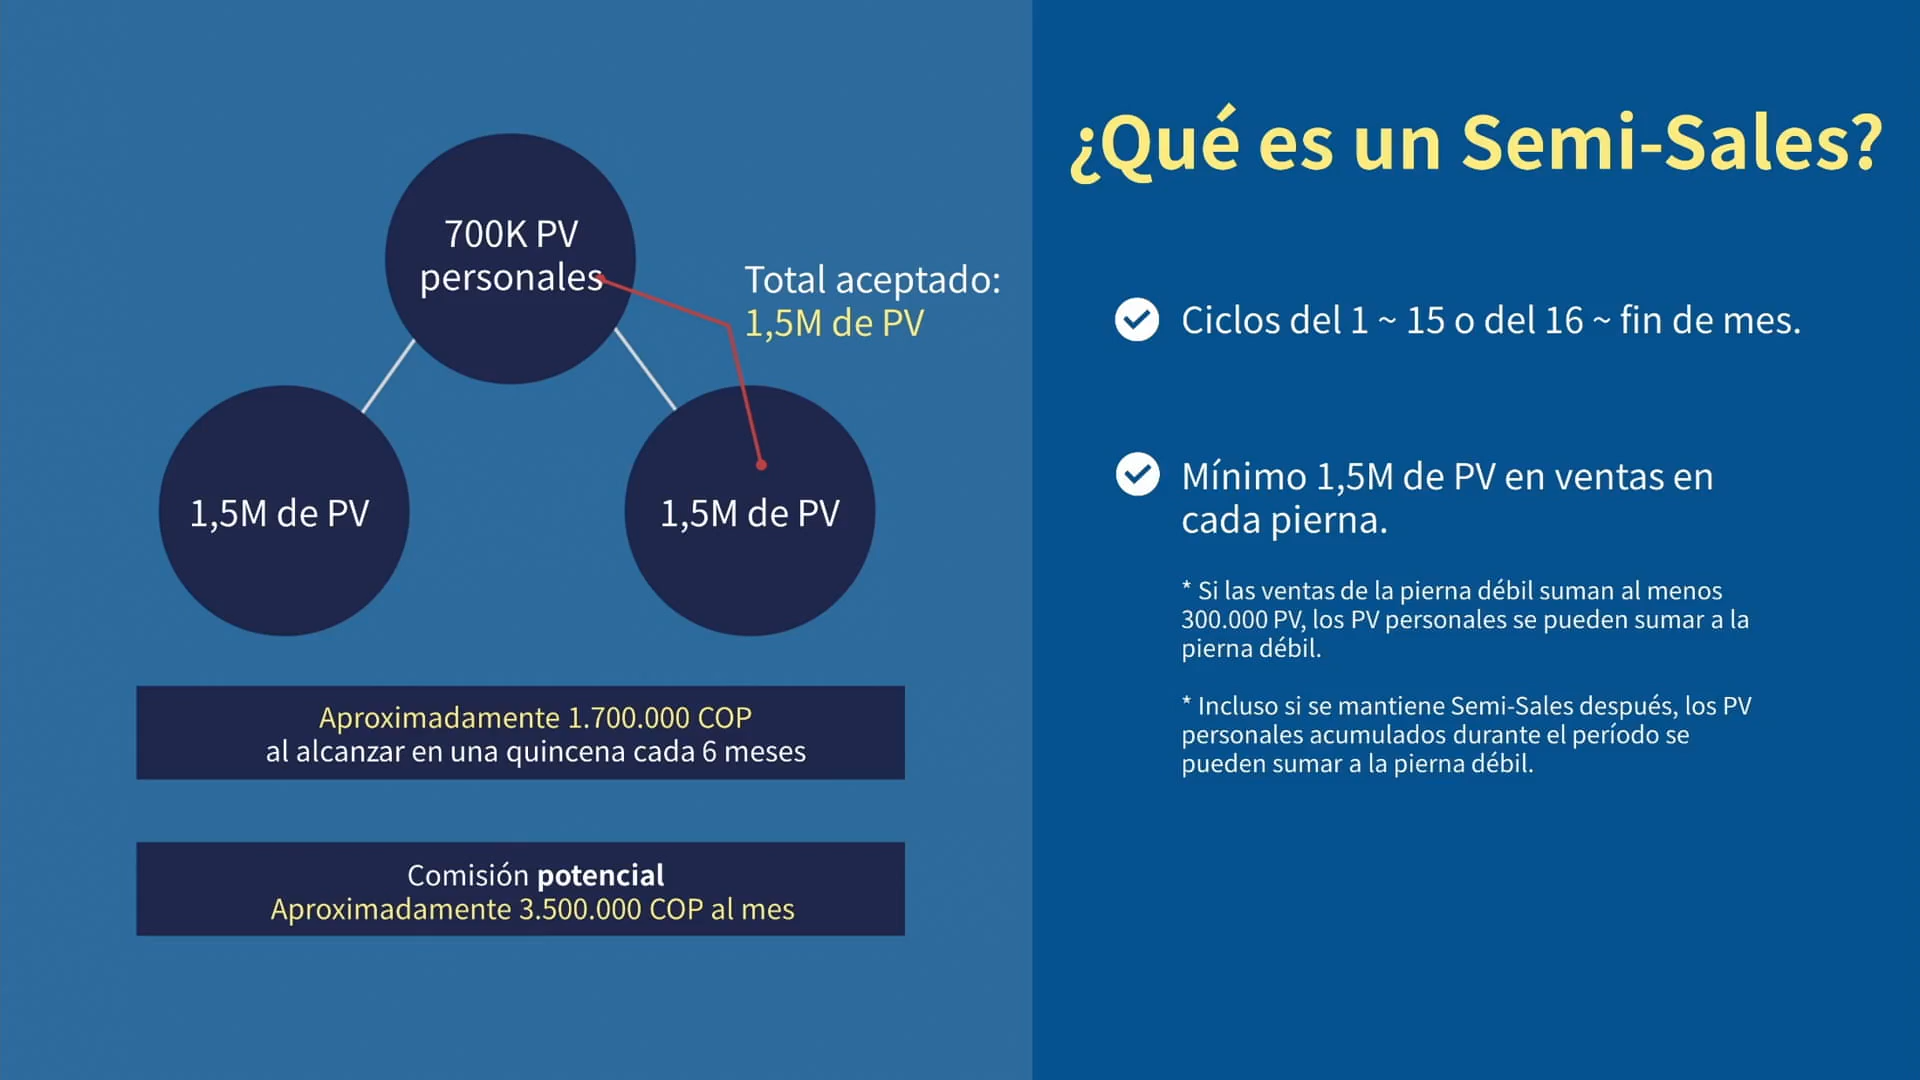 700K PV
personales
Total aceptado:
1,5M de PV
1,5M de PV
1,5M de PV
Aproximadamente 1.700.000 COP
al alcanzar en una quincena cada 6 meses
Comisión potencial
Aproximadamente 3.500.000 COP al mes
¿Qué es un Semi-Sales?
Ciclos del 1 ~ 15 o del 16 ~ fin de mes.
Mínimo 1,5M de PV en ventas en
cada pierna.
* Si las ventas de la pierna débil suman al menos
300.000 PV, los PV personales se pueden sumar a la
pierna débil.
* Incluso si se mantiene Semi-Sales después, los PV
personales acumulados durante el período se
pueden sumar a la pierna débil.